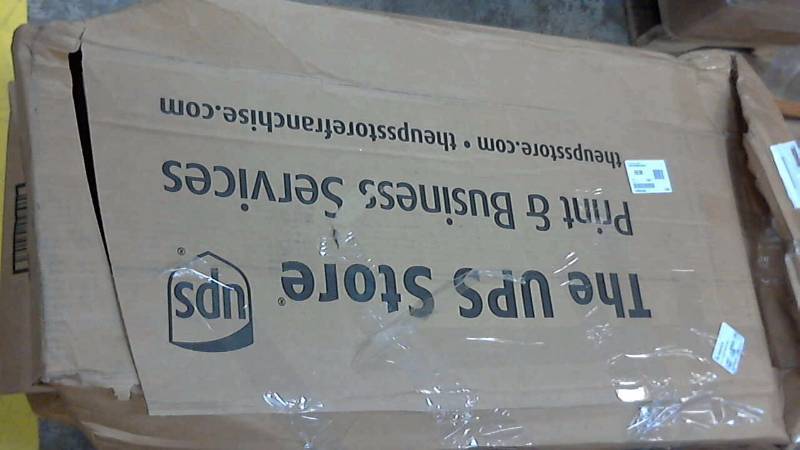 The UPS Store®
ups®
Print & Business Services
theupsstore.com • theupsstorefranchise.com